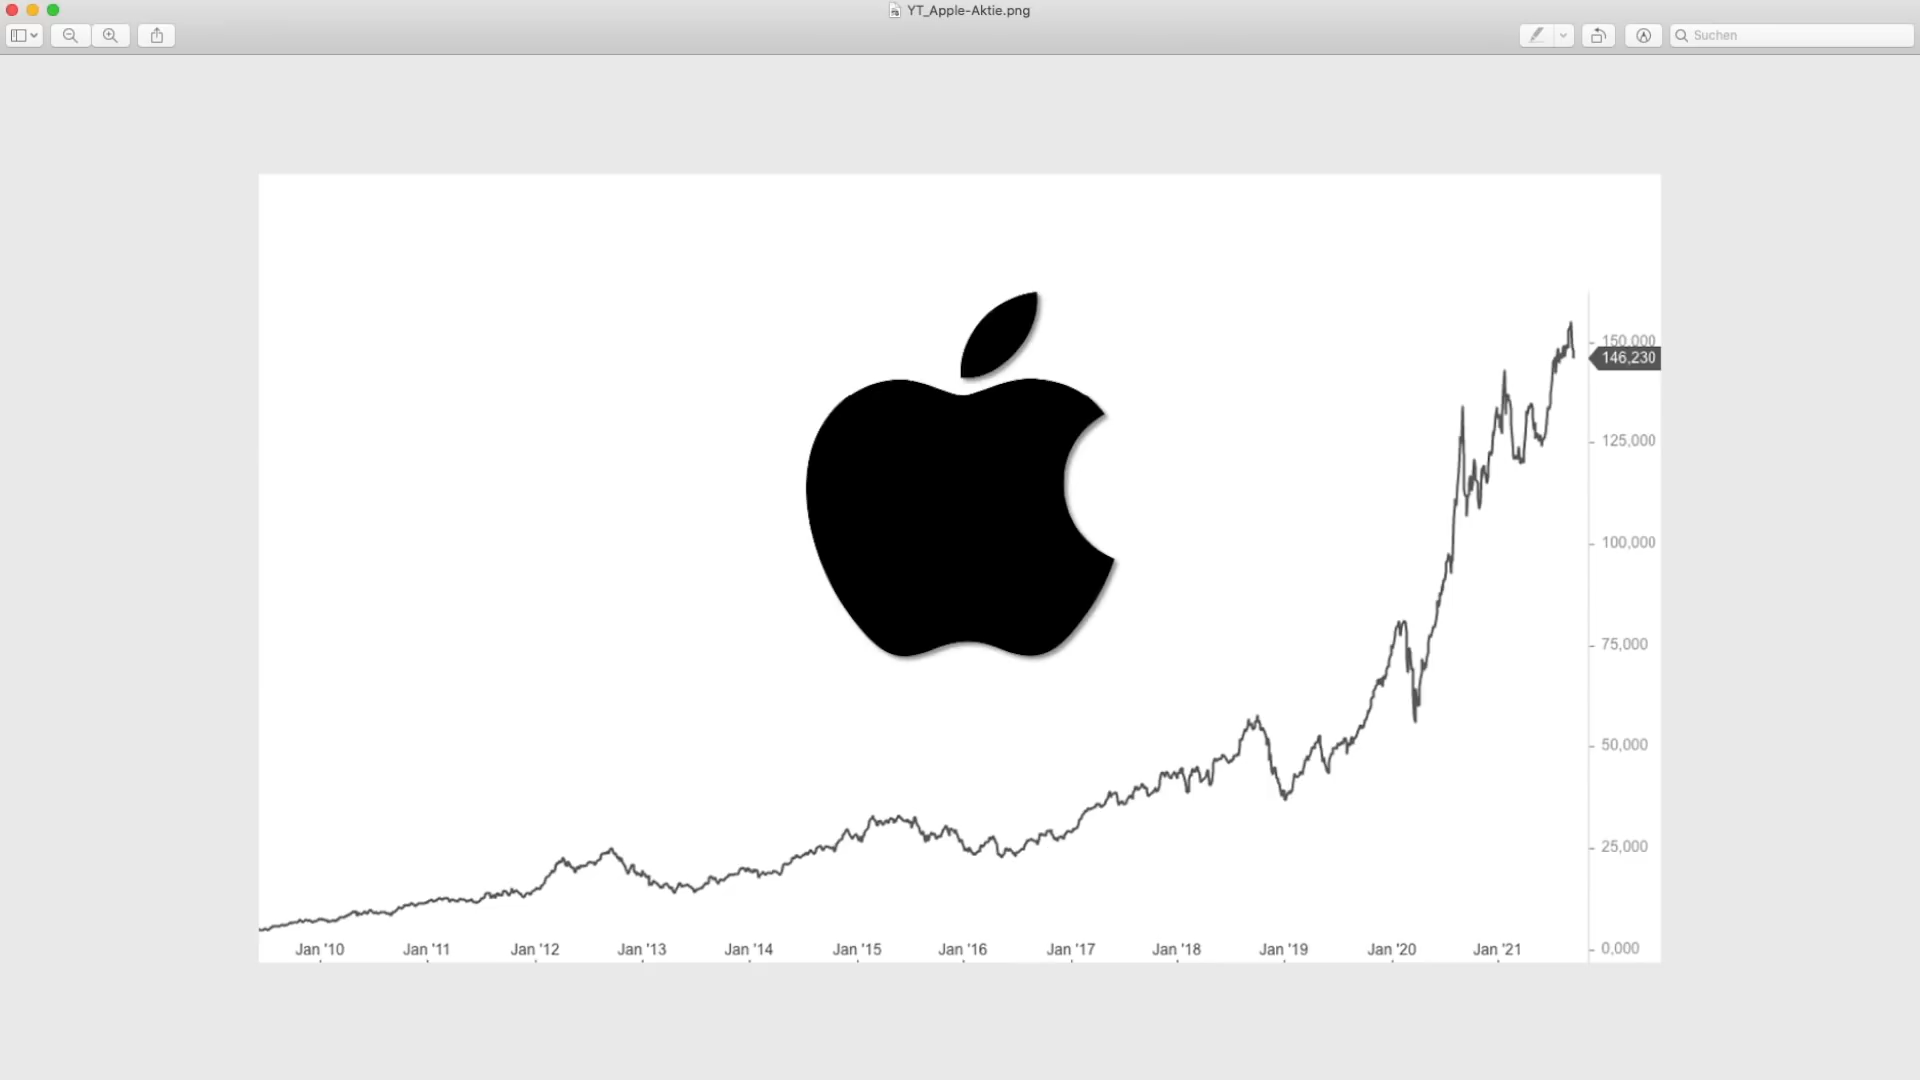 YT_Apple-Aktie.png
Suchen
150,000
146,230
125,000
100,000
75,000
50,000
25,000
0,000
Jan '10 Jan '11 Jan '12 Jan '13 Jan '14 Jan '15 Jan '16 Jan '17 Jan '18 Jan '19 Jan '20 Jan '21